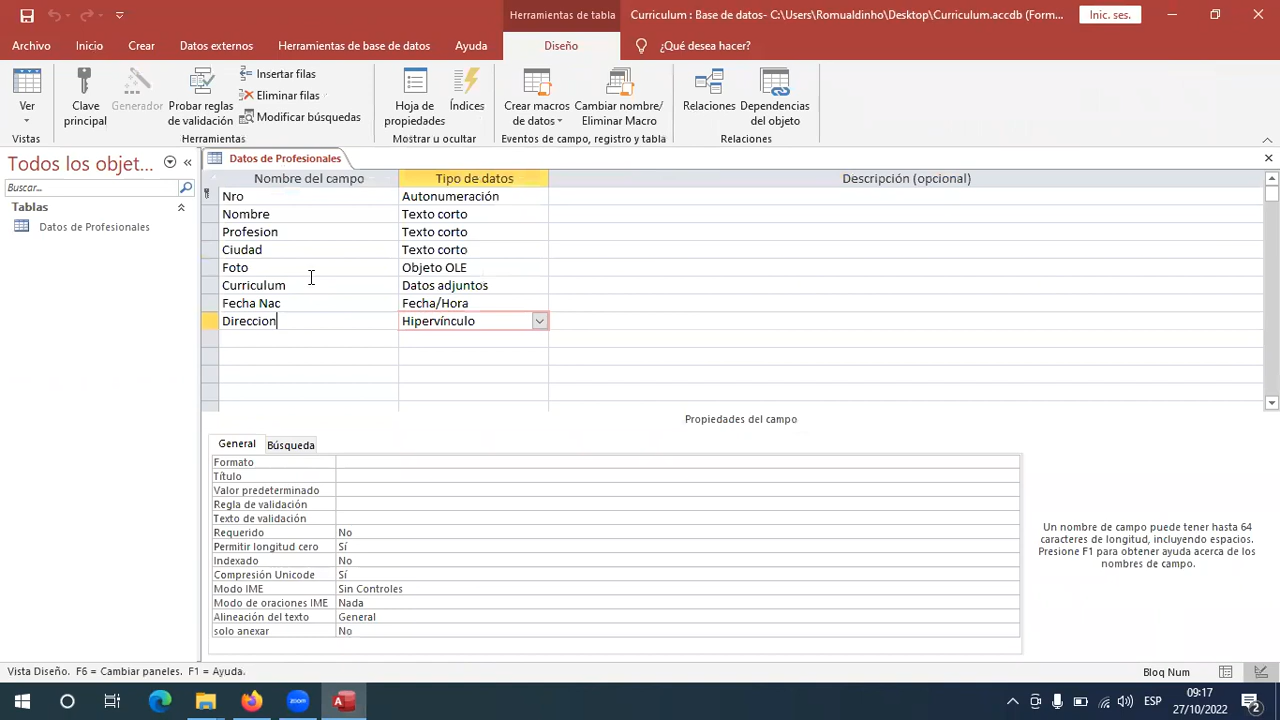 Herramientas de tabla
Curriculum : Base de datos- C:\Users\Romualdinho\Desktop\Curriculum.accdb (Form...
Inic. ses.
Archivo Inicio Crear Datos externos Herramientas de base de datos Ayuda Diseño ¿Qué desea hacer?
Ver
Clave principal
Generador
Probar reglas de validación
Insertar filas
Eliminar filas
Modificar búsquedas
Hoja de propiedades
Índices
Crear macros de datos
Cambiar nombre/ Eliminar Macro
Relaciones
Dependencias del objeto
Vistas Herramientas Mostrar u ocultar Eventos de campo, registro y tabla Relaciones
Todos los objet...
Buscar...
Tablas
Datos de Profesionales
Datos de Profesionales
Nombre del campo Tipo de datos Descripción (opcional)
Nro Autonumeración
Nombre Texto corto
Profesion Texto corto
Ciudad Texto corto
Foto Objeto OLE
Curriculum Datos adjuntos
Fecha Nac Fecha/Hora
Direccion Hipervínculo
Propiedades del campo
General Búsqueda
Formato
Título
Valor predeterminado
Regla de validación
Texto de validación
Requerido No
Permitir longitud cero Sí
Indexado No
Compresión Unicode Sí
Modo IME Sin Controles
Modo de oraciones IME Nada
Alineación del texto General
solo anexar No
Un nombre de campo puede tener hasta 64
caracteres de longitud, incluyendo espacios.
Presione F1 para obtener ayuda acerca de los
nombres de campo.
Vista Diseño. F6 = Cambiar paneles. F1 = Ayuda.
Bloq Num
zoom
ESP
09:17
27/10/2022
2